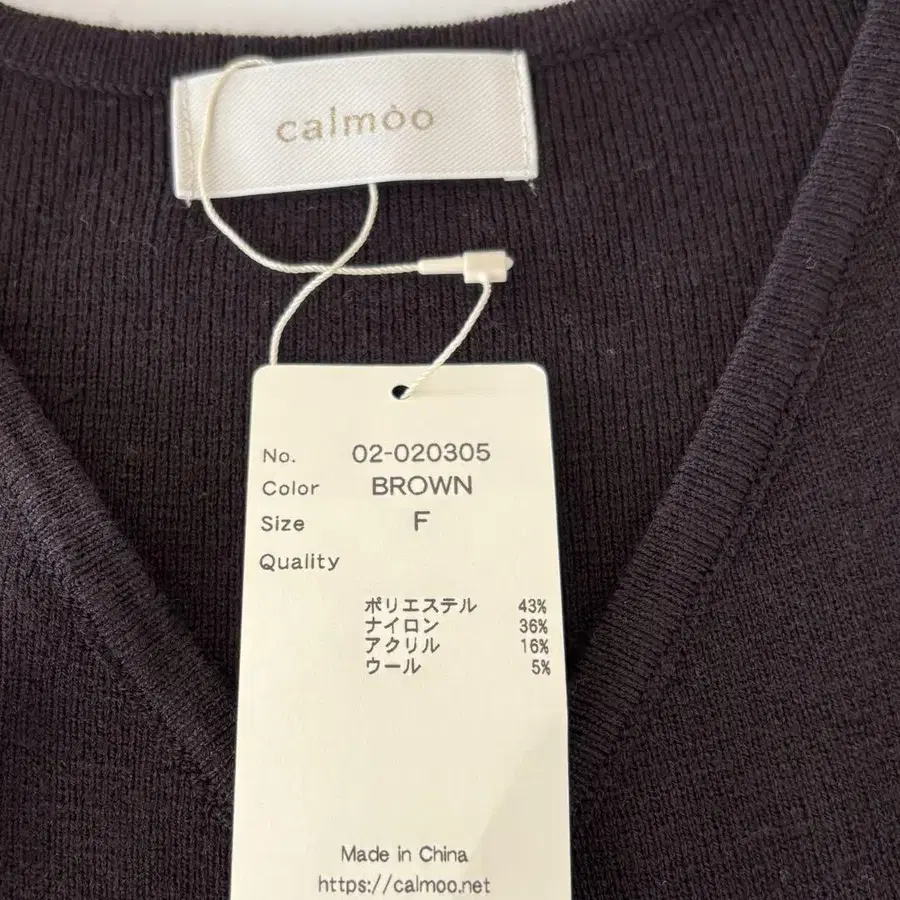 calmòo
No. 02-020305
Color BROWN
Size F
Quality
ポリエステル 43%
ナイロン 36%
アクリル 16%
ウール 5%
Made in China
https://calmoo.net